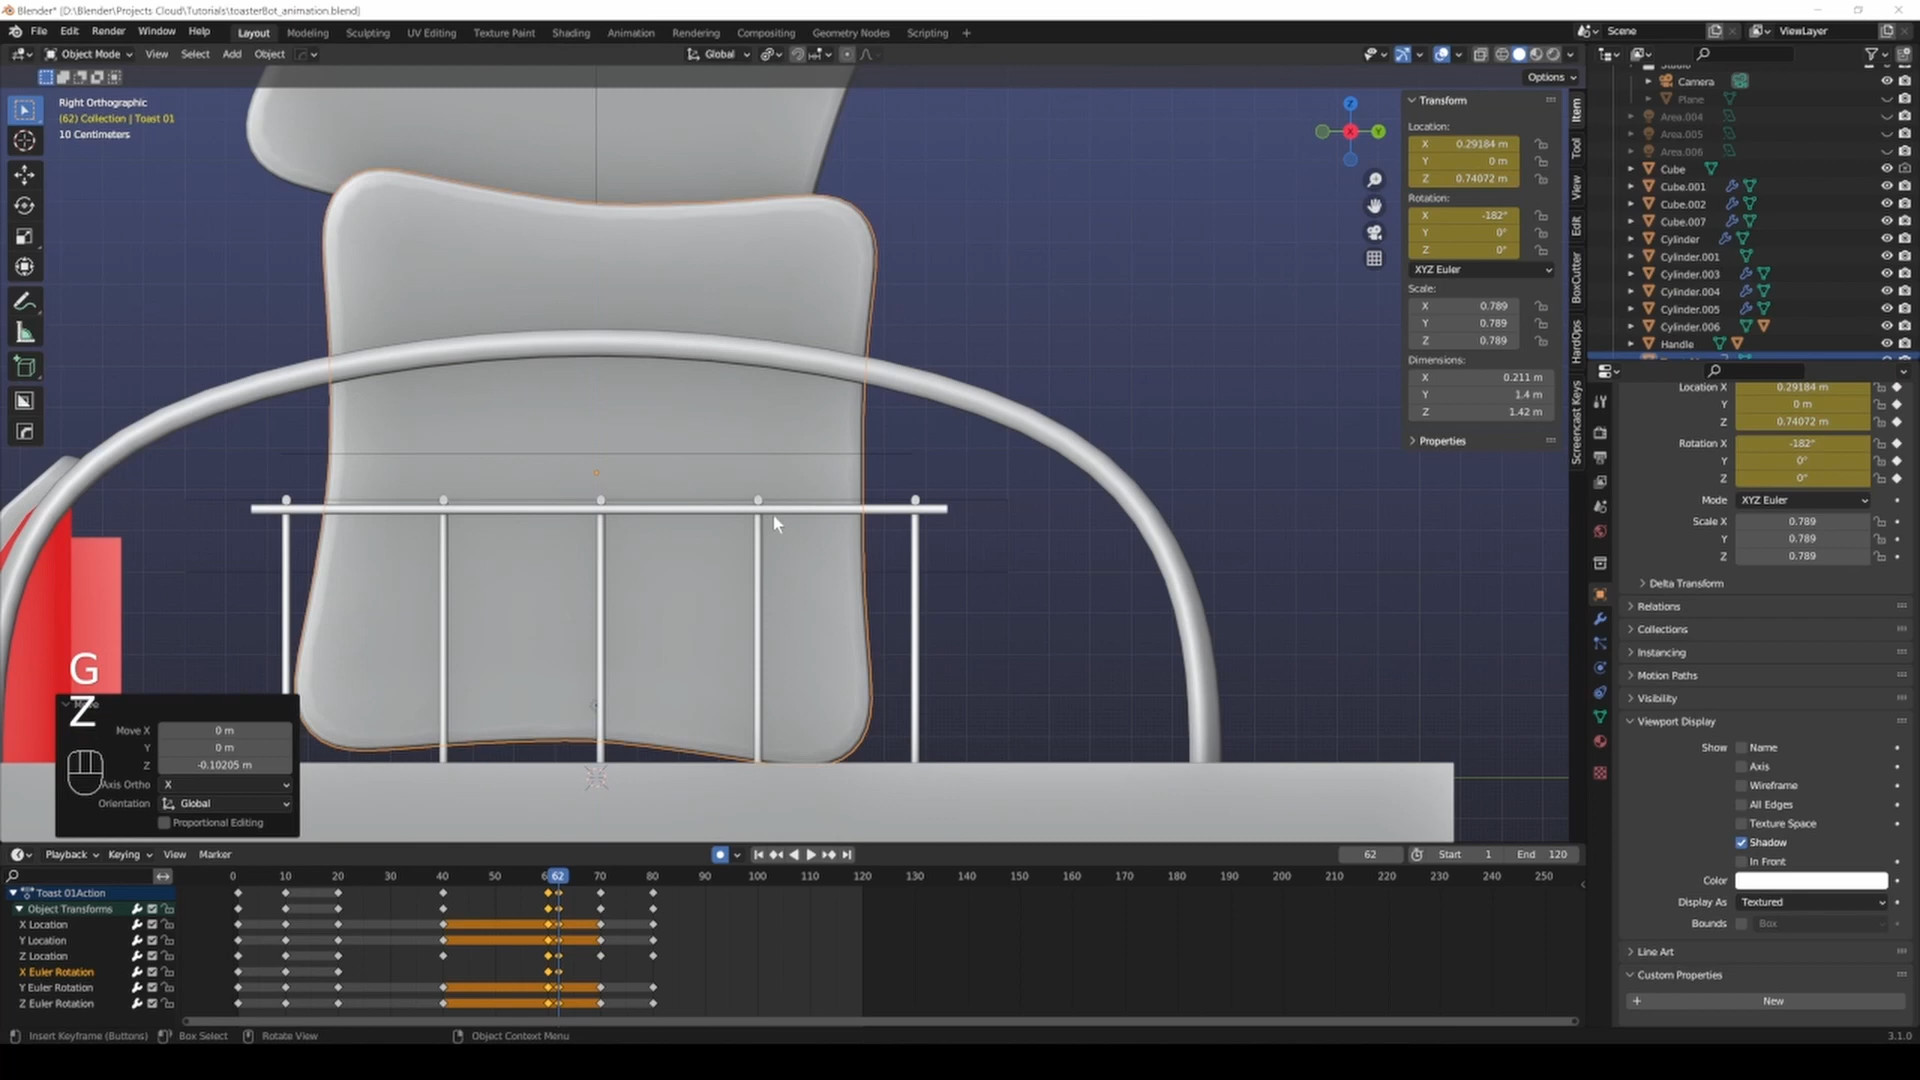 Blender* [D:\Blender\Projects Cloud\Tutorials\toasterBot_animation.blend]
File Edit Render Window Help Layout Modeling Sculpting UV Editing Texture Paint Shading Animation Rendering Compositing Geometry Nodes Scripting + Scene ViewLayer
Object Mode View Select Add Object Global
Options
Right Orthographic
(62) Collection | Toast 01
10 Centimeters
Z
X
Y
Transform
Location:
X 0.29184 m
Y 0 m
Z 0.74072 m
Rotation:
X -182°
Y 0°
Z 0°
XYZ Euler
Scale:
X 0.789
Y 0.789
Z 0.789
Dimensions:
X 0.211 m
Y 1.4 m
Z 1.42 m
Properties
Item
Tool
View
Edit
BoxCutter
HardOps
Screencast Keys
Camera
Plane
Area.004
Area.005
Area.006
Cube
Cube.001
Cube.002
Cube.007
Cylinder
Cylinder.001
Cylinder.003
Cylinder.004
Cylinder.005
Cylinder.006
Handle
Location X 0.29184 m
Y 0 m
Z 0.74072 m
Rotation X -182°
Y 0°
Z 0°
Mode XYZ Euler
Scale X 0.789
Y 0.789
Z 0.789
Delta Transform
Relations
Collections
Instancing
Motion Paths
Visibility
Viewport Display
Show Name
Axis
Wireframe
All Edges
Texture Space
Shadow
In Front
Color
Display As Textured
Bounds Box
Line Art
Custom Properties
+ New
G
Z
Move X 0 m
Y 0 m
Z -0.10205 m
Axis Ortho X
Orientation Global
Proportional Editing
Playback Keying View Marker 62 Start 1 End 120
0 10 20 30 40 50 62 70 80 90 100 110 120 130 140 150 160 170 180 190 200 210 220 230 240 250
Toast 01Action
Object Transforms
X Location
Y Location
Z Location
X Euler Rotation
Y Euler Rotation
Z Euler Rotation
Insert Keyframe (Buttons) Box Select Rotate View Object Context Menu 3.1.0